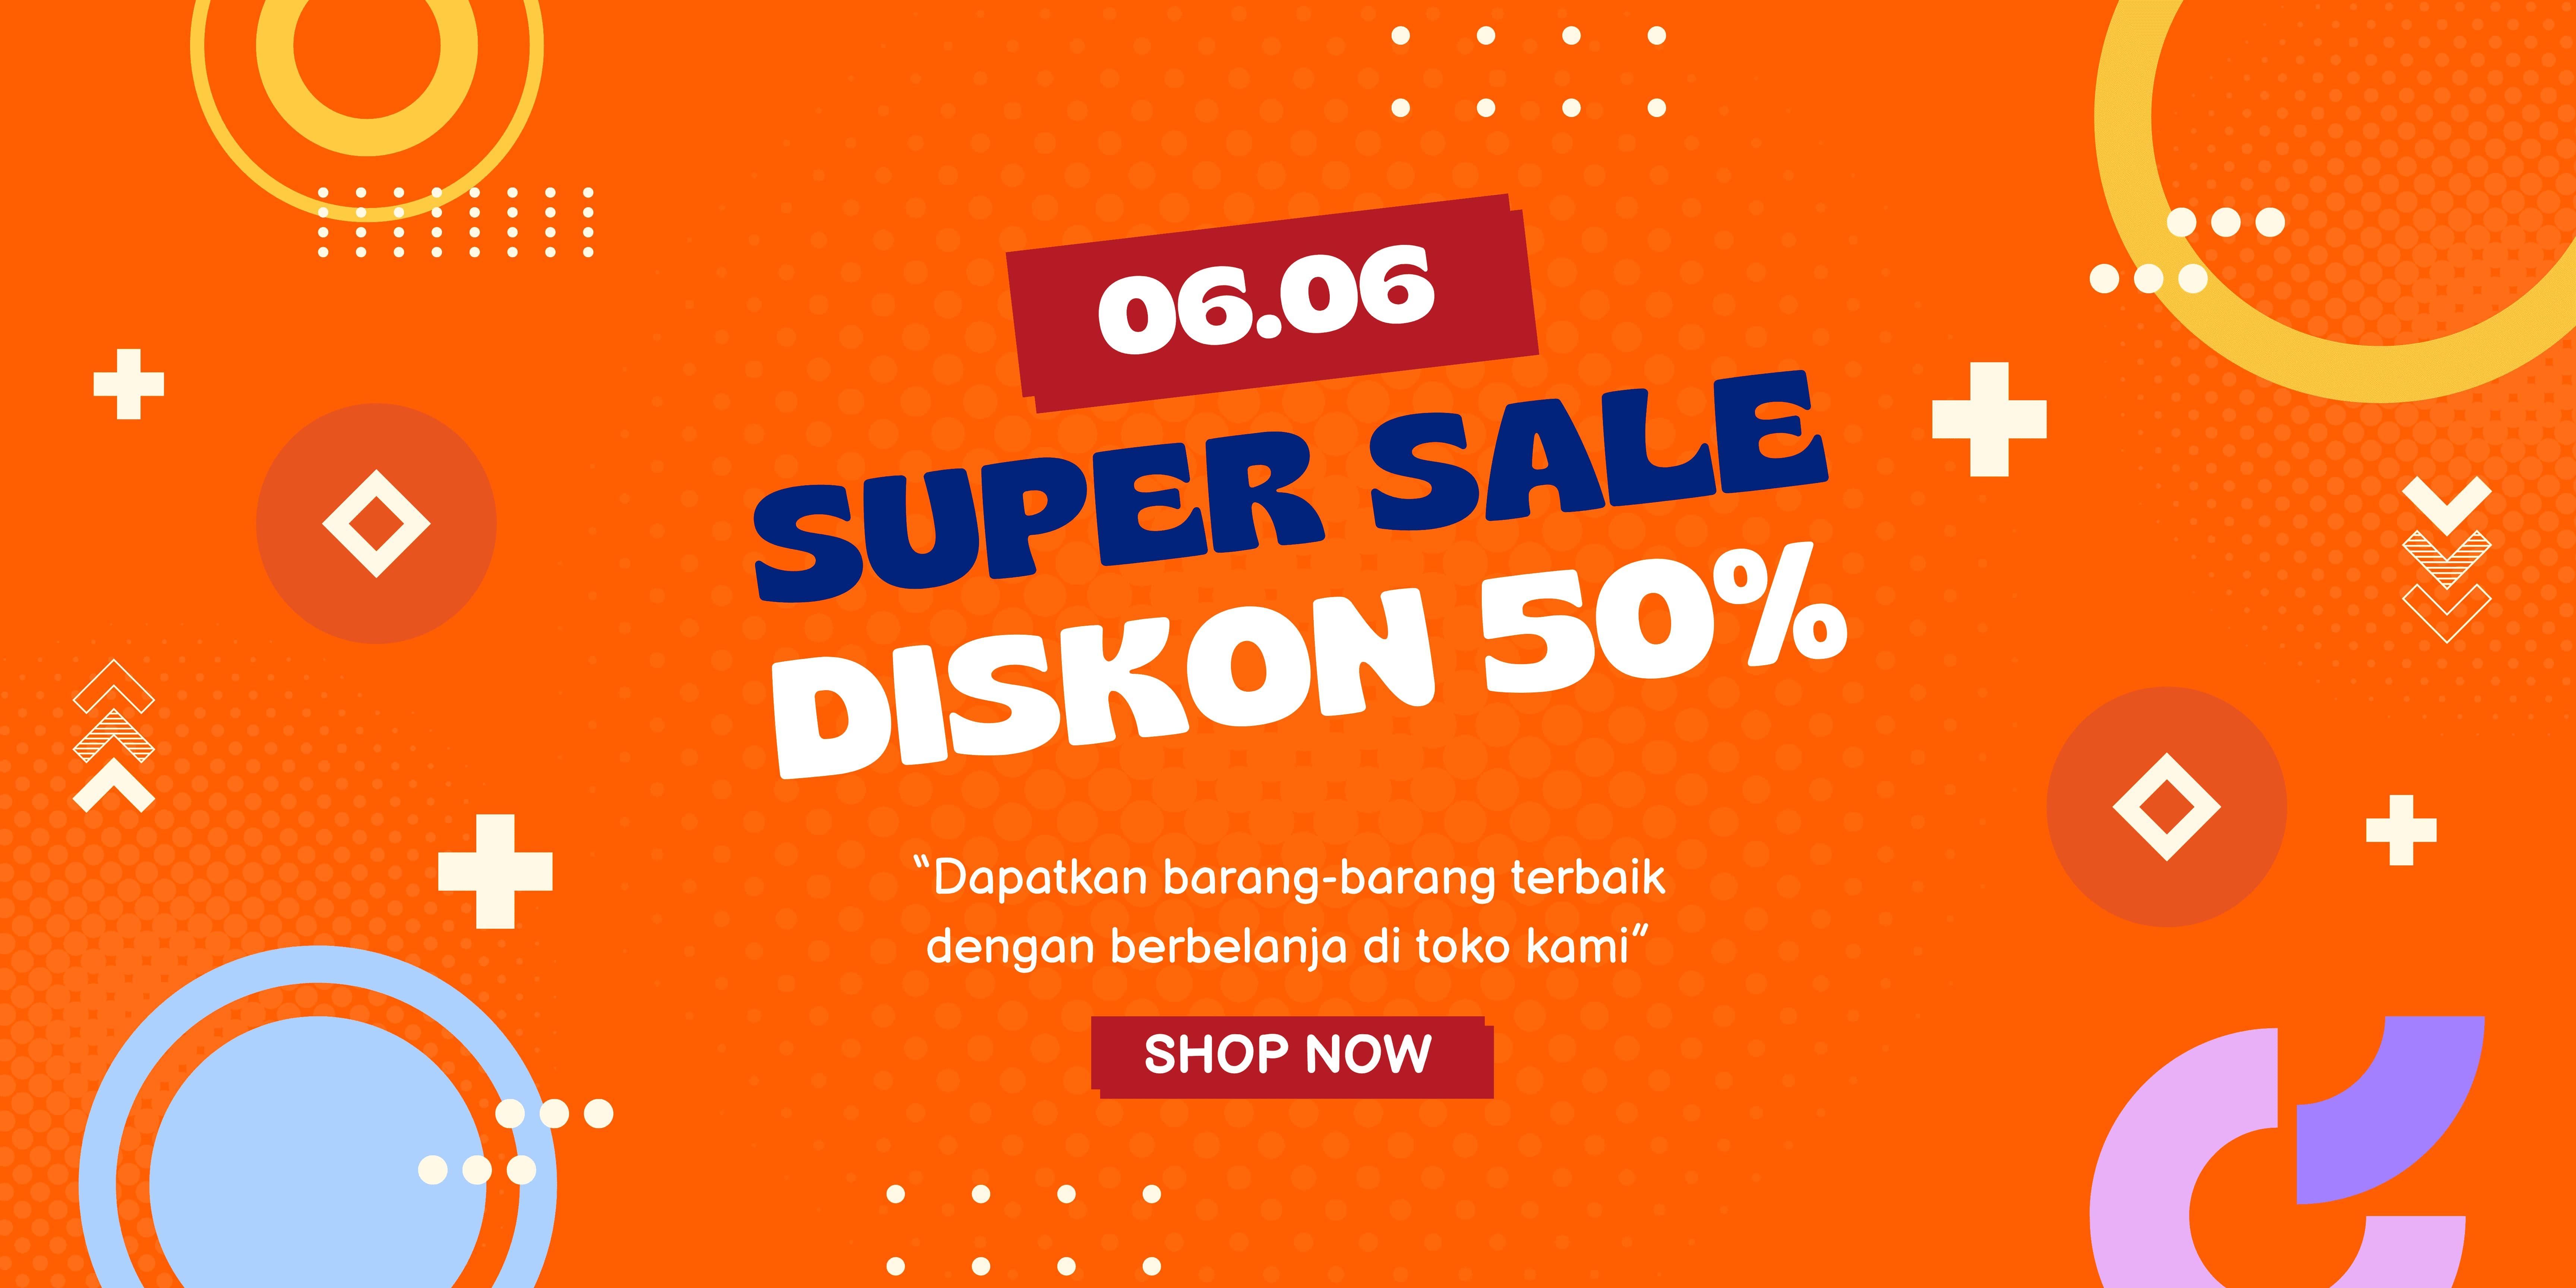 06.06
SUPER SALE
DISKON 50%
“Dapatkan barang-barang terbaik
dengan berbelanja di toko kami”
SHOP NOW